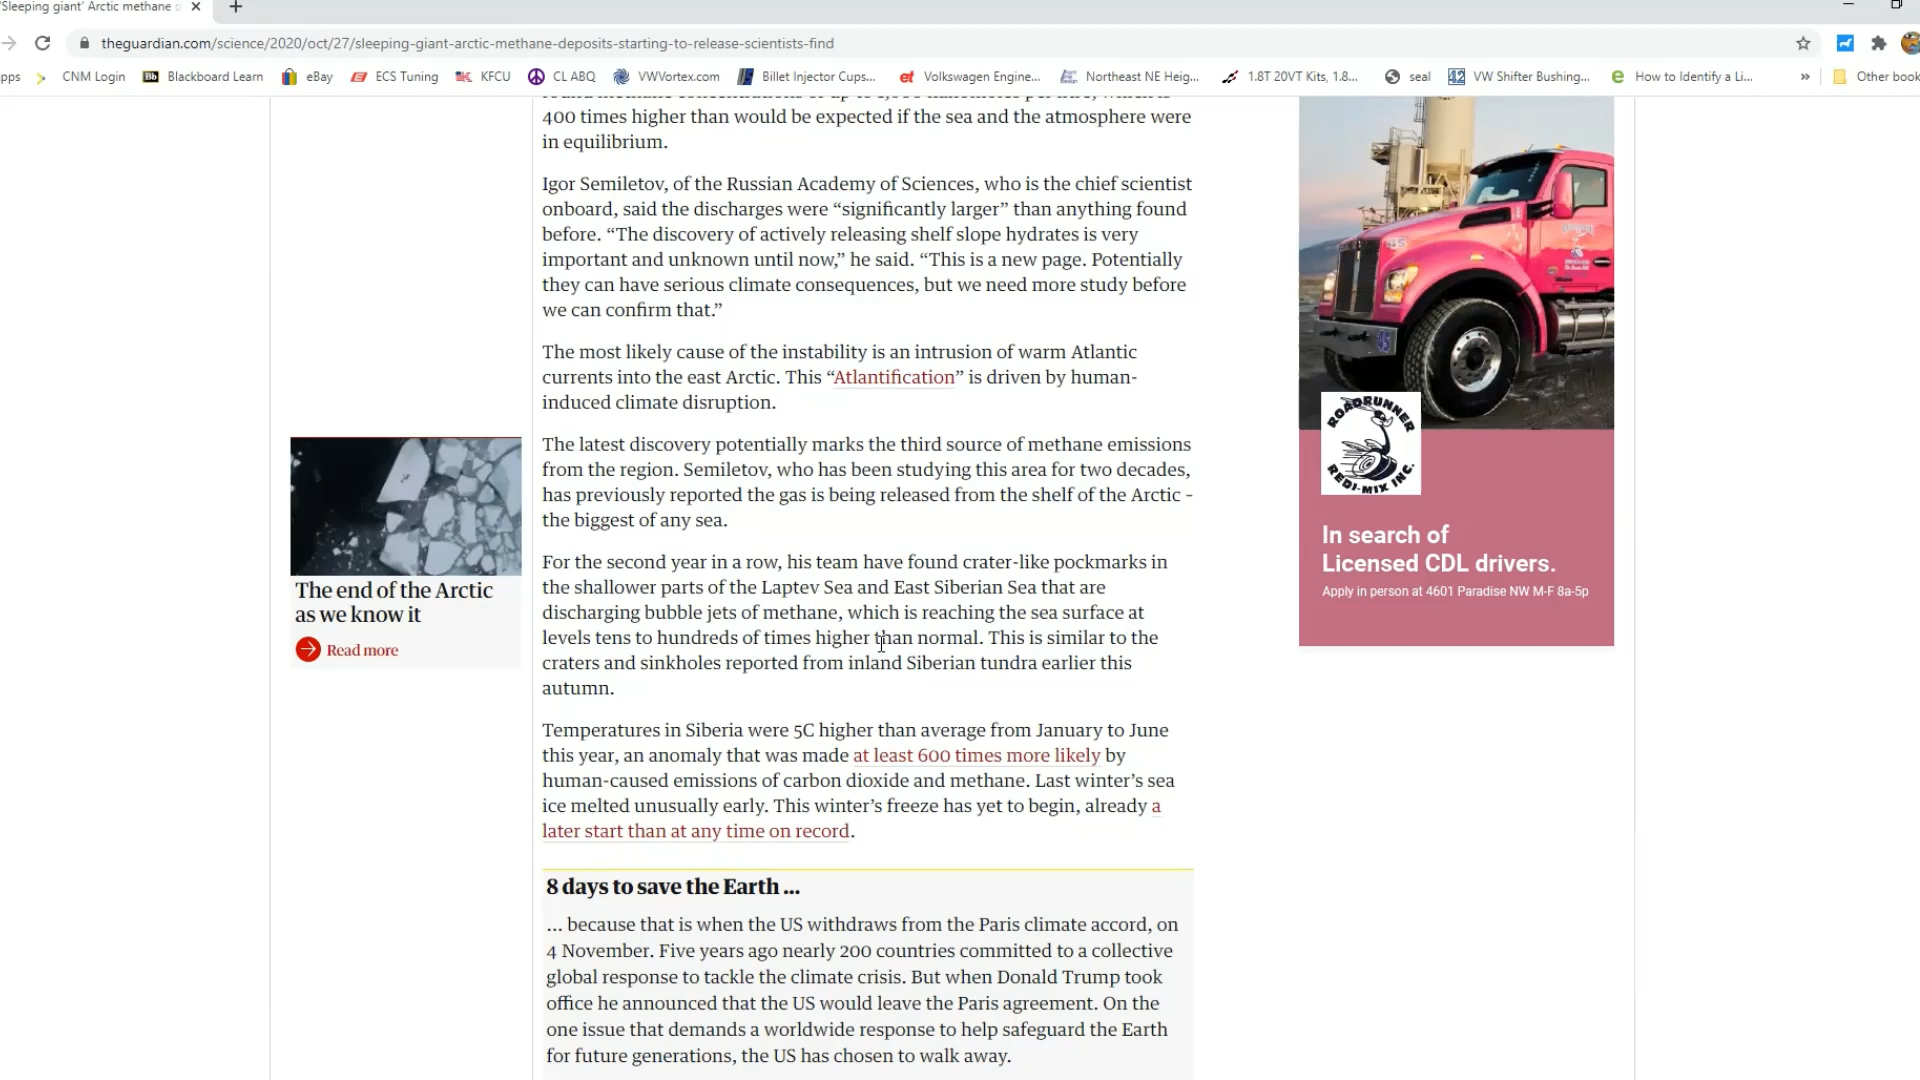 'Sleeping giant' Arctic methane d
theguardian.com/science/2020/oct/27/sleeping-giant-arctic-methane-deposits-starting-to-release-scientists-find
pps CNM Login Bb Blackboard Learn eBay ECS Tuning KFCU CL ABQ VWVortex.com Billet Injector Cups... et Volkswagen Engine... Northeast NE Heig... 1.8T 20VT Kits, 1.8... seal 42 VW Shifter Bushing... e How to Identify a Li... » Other book
400 times higher than would be expected if the sea and the atmosphere were
in equilibrium.
Igor Semiletov, of the Russian Academy of Sciences, who is the chief scientist
onboard, said the discharges were “significantly larger” than anything found
before. “The discovery of actively releasing shelf slope hydrates is very
important and unknown until now,” he said. “This is a new page. Potentially
they can have serious climate consequences, but we need more study before
we can confirm that.”
The most likely cause of the instability is an intrusion of warm Atlantic
currents into the east Arctic. This “Atlantification” is driven by human-
induced climate disruption.
The latest discovery potentially marks the third source of methane emissions
from the region. Semiletov, who has been studying this area for two decades,
has previously reported the gas is being released from the shelf of the Arctic –
the biggest of any sea.
For the second year in a row, his team have found crater-like pockmarks in
the shallower parts of the Laptev Sea and East Siberian Sea that are
discharging bubble jets of methane, which is reaching the sea surface at
levels tens to hundreds of times higher than normal. This is similar to the
craters and sinkholes reported from inland Siberian tundra earlier this
autumn.
Temperatures in Siberia were 5C higher than average from January to June
this year, an anomaly that was made at least 600 times more likely by
human-caused emissions of carbon dioxide and methane. Last winter’s sea
ice melted unusually early. This winter’s freeze has yet to begin, already a
later start than at any time on record.
8 days to save the Earth ...
... because that is when the US withdraws from the Paris climate accord, on
4 November. Five years ago nearly 200 countries committed to a collective
global response to tackle the climate crisis. But when Donald Trump took
office he announced that the US would leave the Paris agreement. On the
one issue that demands a worldwide response to help safeguard the Earth
for future generations, the US has chosen to walk away.
The end of the Arctic
as we know it
Read more
ROADRUNNER
REDI-MIX INC.
In search of
Licensed CDL drivers.
Apply in person at 4601 Paradise NW M-F 8a-5p